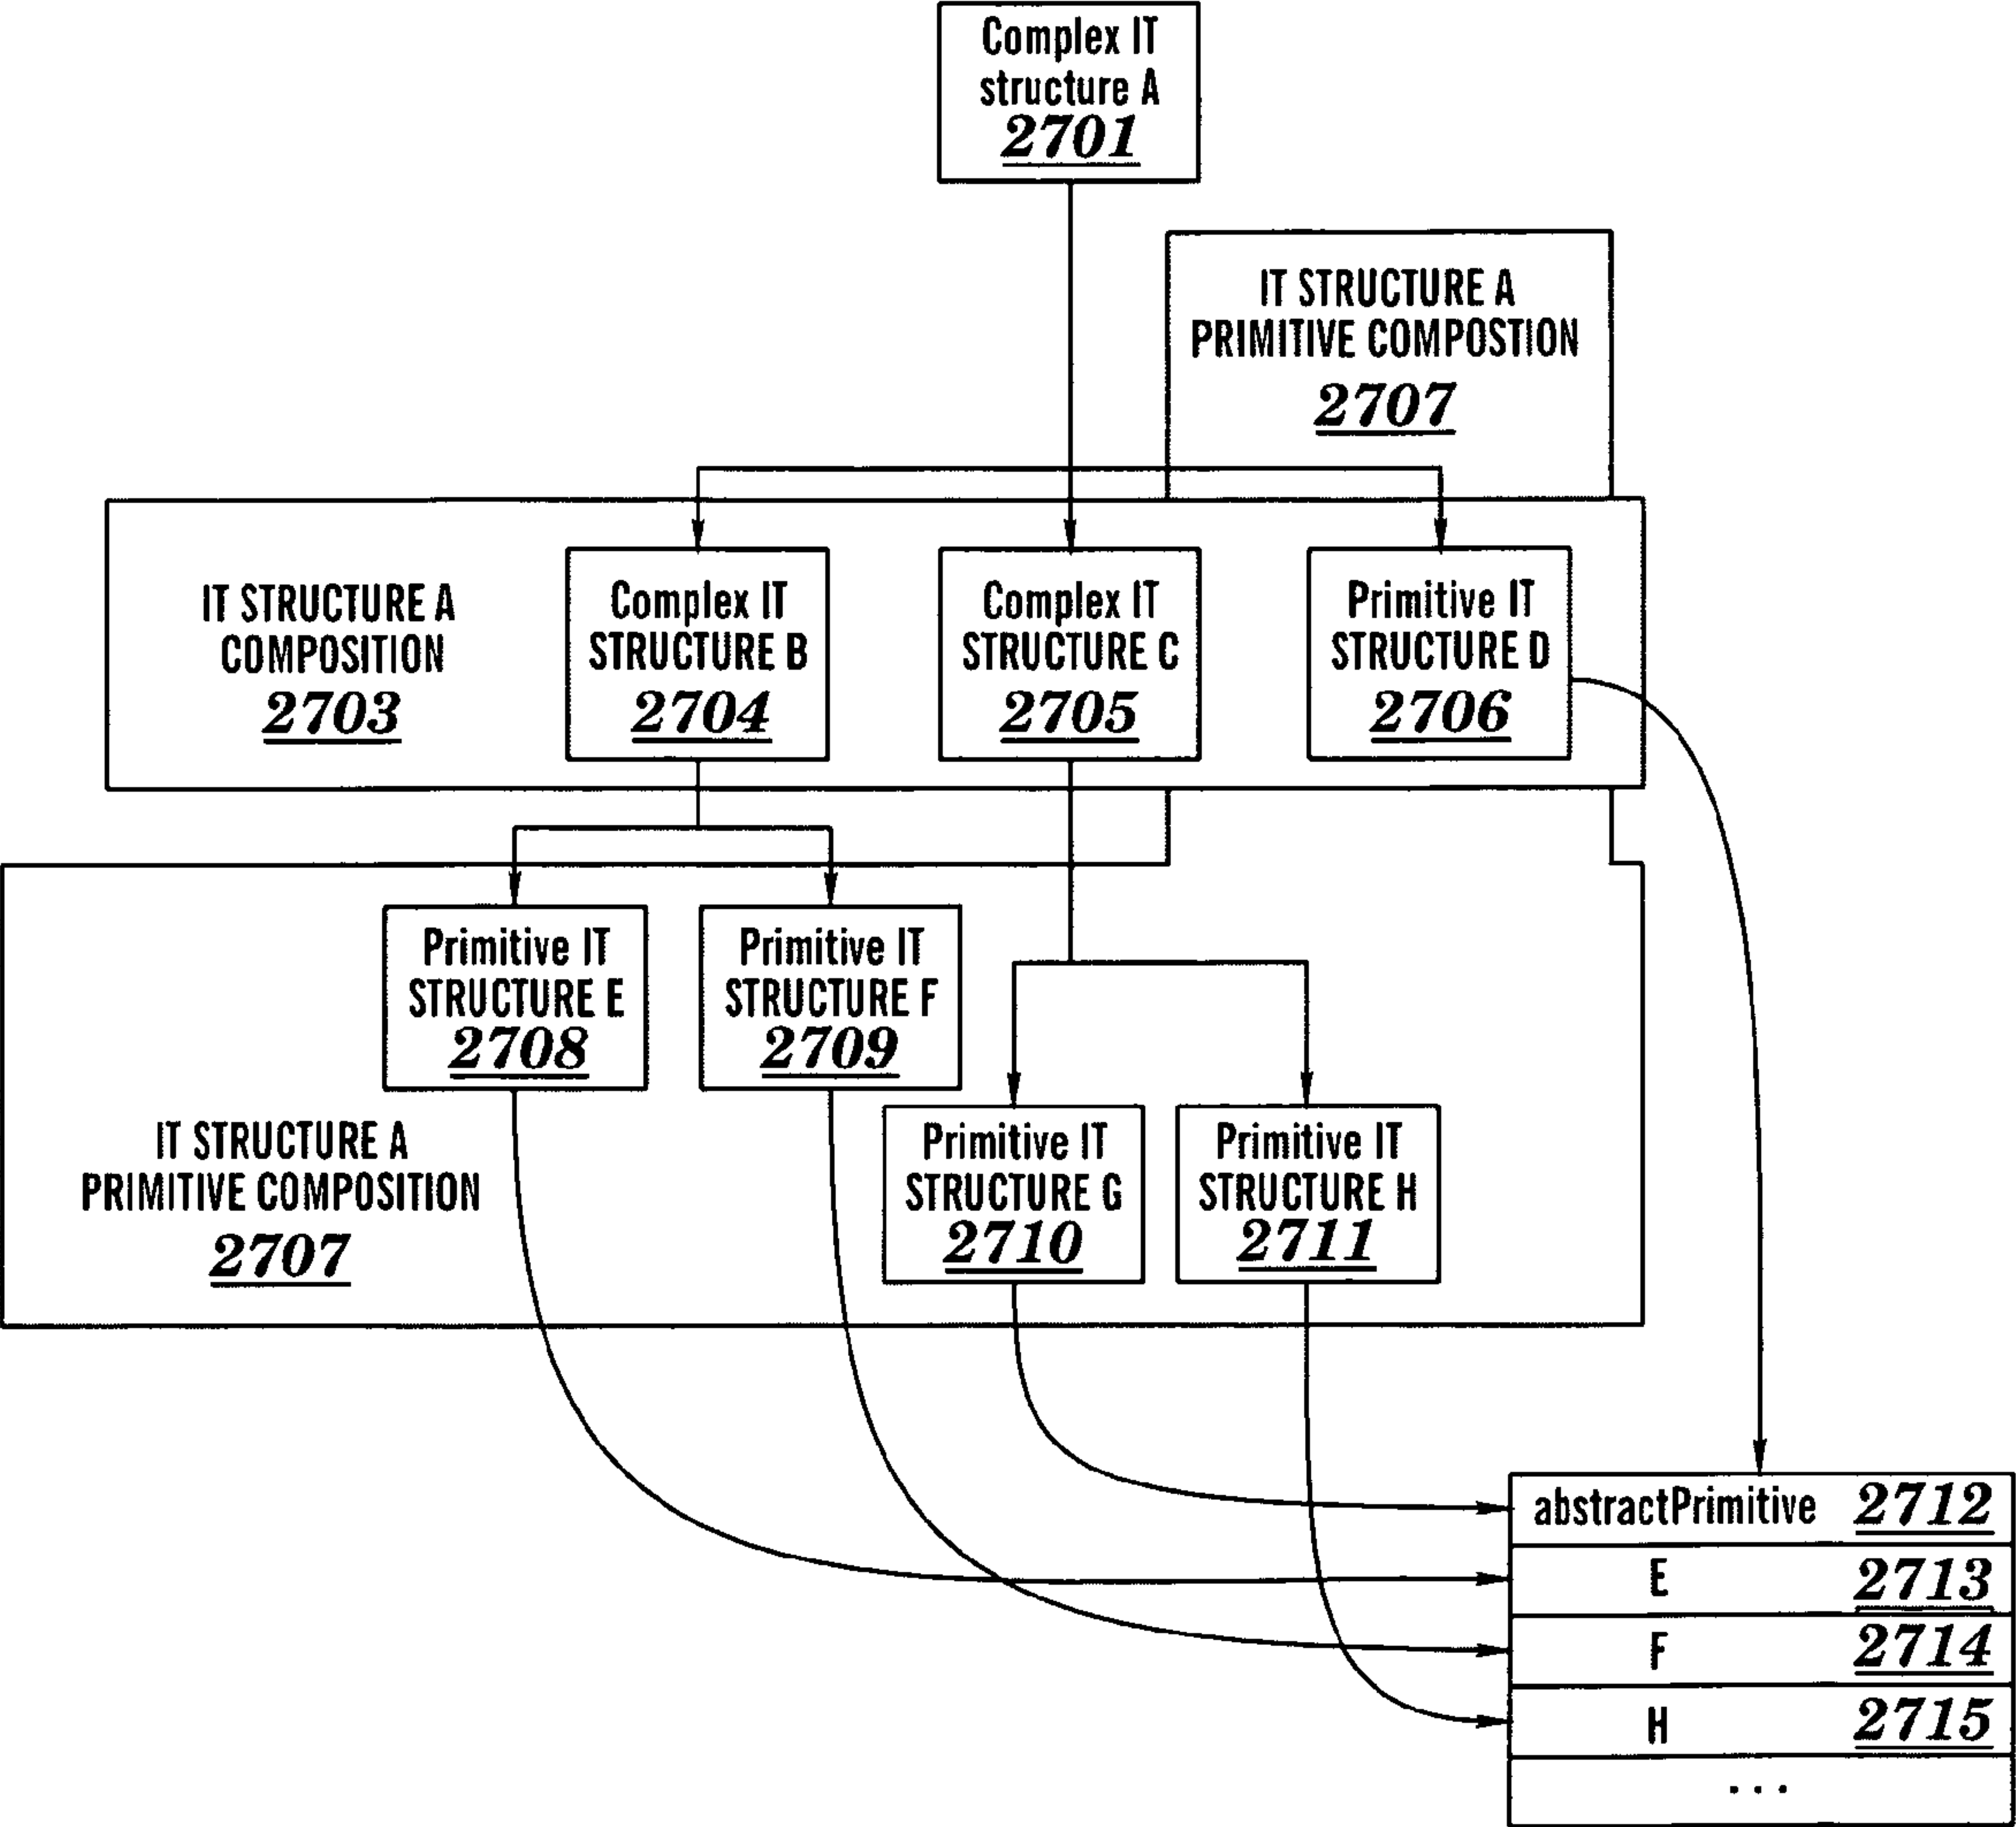 Complex IT
structure A
2701
IT STRUCTURE A
PRIMITIVE COMPOSTION
2707
IT STRUCTURE A
COMPOSITION
2703
Complex IT
STRUCTURE B
2704
Complex IT
STRUCTURE C
2705
Primitive IT
STRUCTURE D
2706
Primitive IT
STRUCTURE E
2708
Primitive IT
STRUCTURE F
2709
IT STRUCTURE A
PRIMITIVE COMPOSITION
2707
Primitive IT
STRUCTURE G
2710
Primitive IT
STRUCTURE H
2711
abstractPrimitive 2712
E 2713
F 2714
H 2715
...